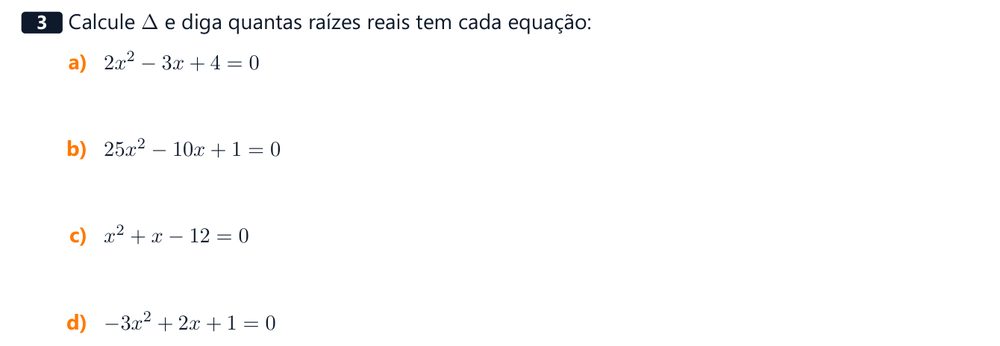 3 Calcule Δ e diga quantas raízes reais tem cada equação:
a) 2x² − 3x + 4 = 0
b) 25x² − 10x + 1 = 0
c) x² + x − 12 = 0
d) −3x² + 2x + 1 = 0